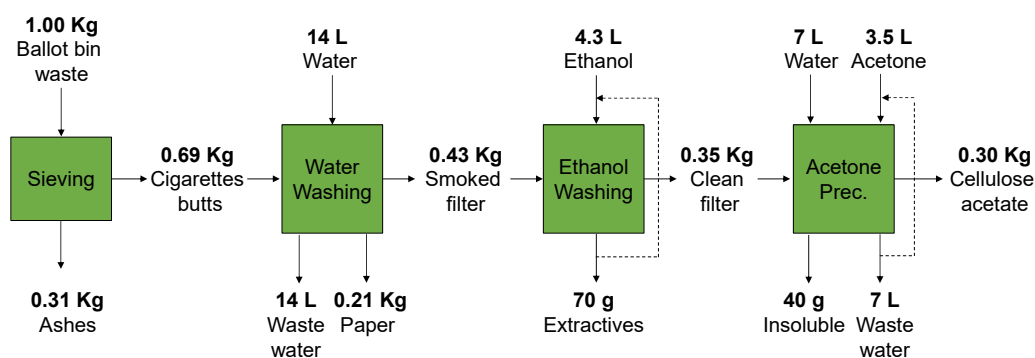 1.00 Kg
Ballot bin
waste
14 L
Water
4.3 L
Ethanol
7 L
Water
3.5 L
Acetone
Sieving
0.69 Kg
Cigarettes
butts
Water
Washing
0.43 Kg
Smoked
filter
Ethanol
Washing
0.35 Kg
Clean
filter
Acetone
Prec.
0.30 Kg
Cellulose
acetate
0.31 Kg
Ashes
14 L
Waste
water
0.21 Kg
Paper
70 g
Extractives
40 g
Insoluble
7 L
Waste
water